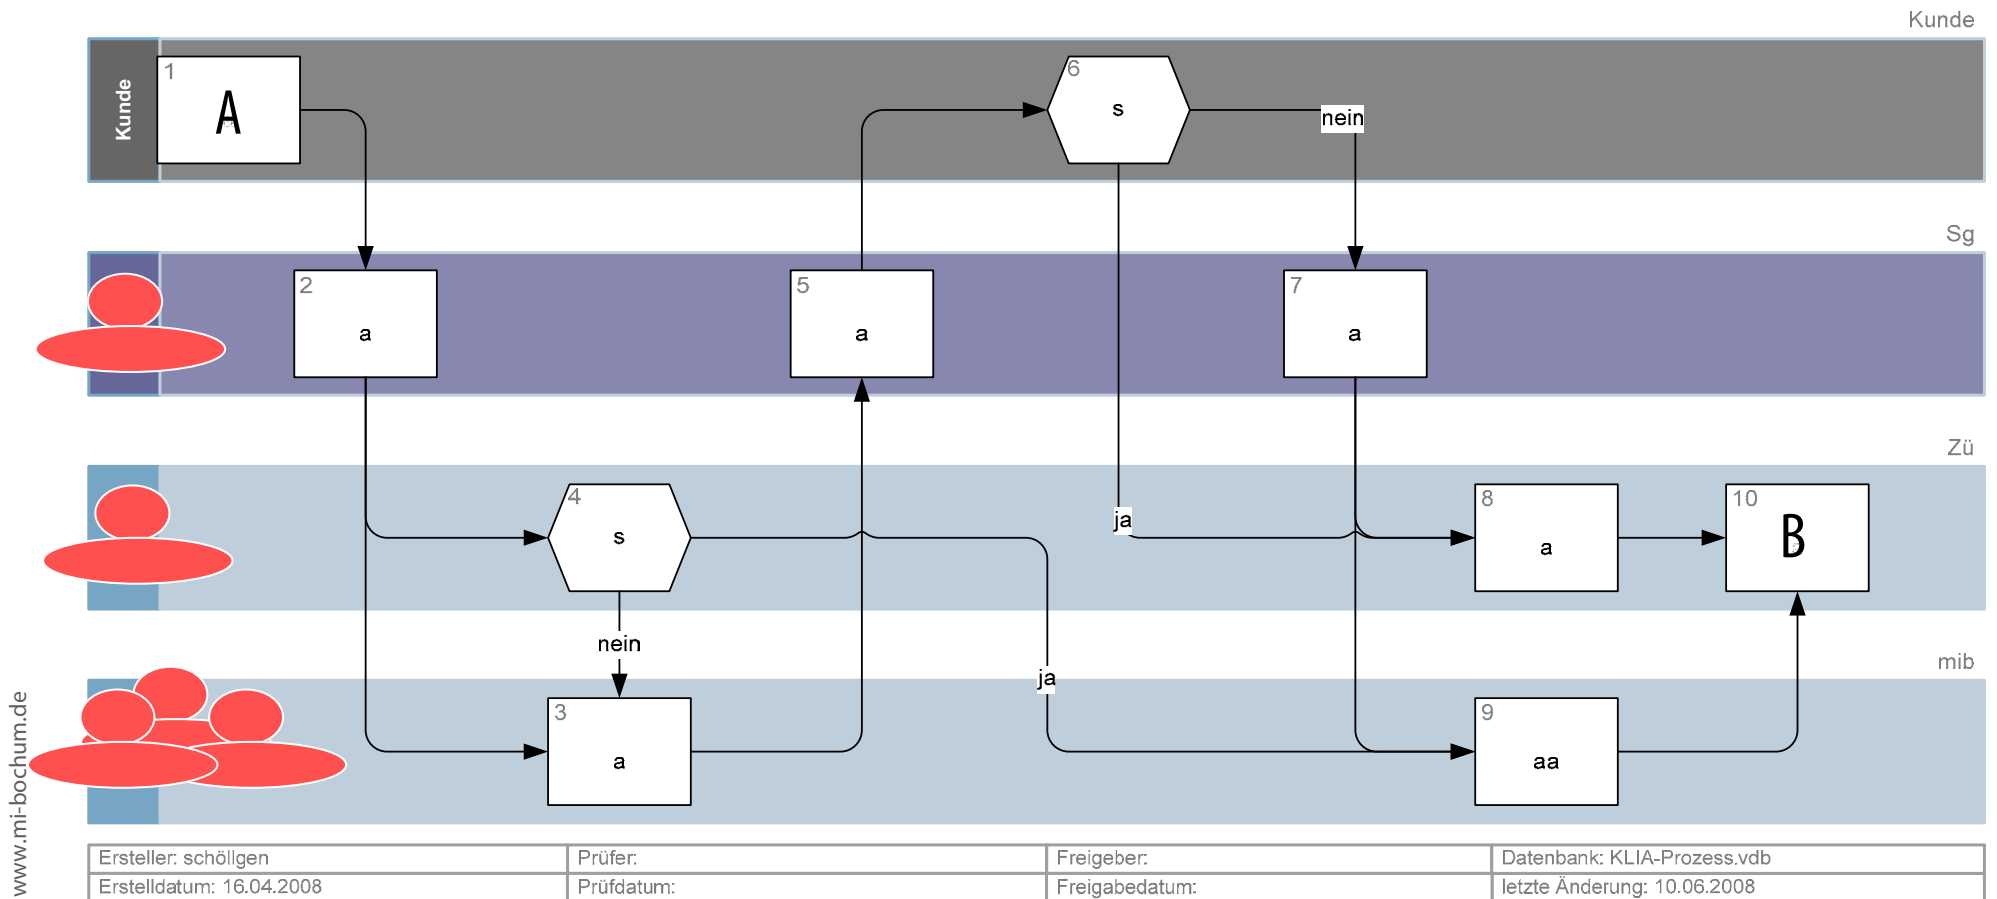 Kunde
Kunde
1
A
6
s
nein
Sg
2
a
5
a
7
a
Zü
4
s
ja
8
a
10
B
nein
mib
ja
3
a
9
aa
www.mi-bochum.de
Ersteller: schöllgen
Prüfer:
Freigeber:
Datenbank: KLIA-Prozess.vdb
Erstelldatum: 16.04.2008
Prüfdatum:
Freigabedatum:
letzte Änderung: 10.06.2008